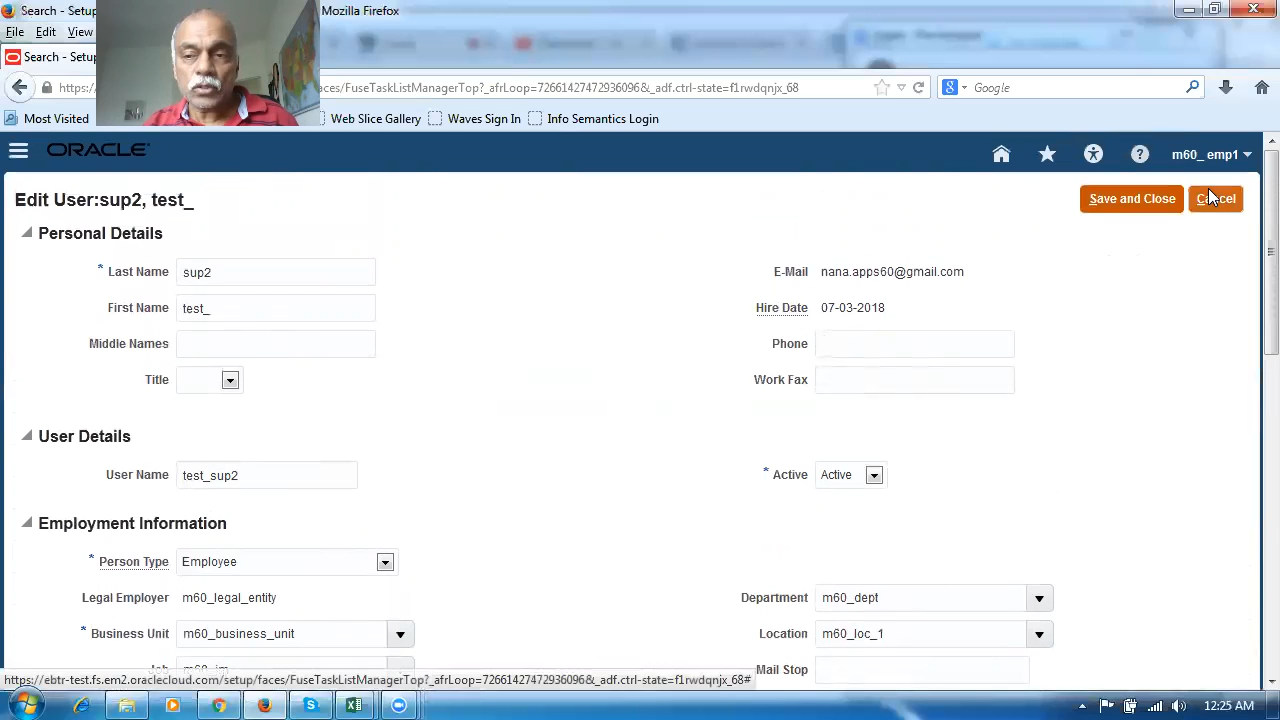 Search - Setup
Mozilla Firefox
File Edit View
Search - Setup
https://
/faces/FuseTaskListManagerTop?_afrLoop=72661427472936096&_adf.ctrl-state=f1rwdqnjx_68
Google
Most Visited
Web Slice Gallery
Waves Sign In
Info Semantics Limited
ORACLE
m60_ emp1
Edit User:sup2, test_
Save and Close
Cancel
Personal Details
* Last Name sup2
E-Mail nana.apps60@gmail.com
First Name test_
Hire Date 07-03-2018
Middle Names
Phone
Title
Work Fax
User Details
User Name test_sup2
* Active Active
Employment Information
* Person Type Employee
Legal Employer m60_legal_entity
Department m60_dept
* Business Unit m60_business_unit
Location m60_loc_1
Mail Stop
https://ebtr-test.fs.em2.oraclecloud.com/setup/faces/FuseTaskListManagerTop?_afrLoop=72661427472936096&_adf.ctrl-state=f1rwdqnjx_68#
12:25 AM